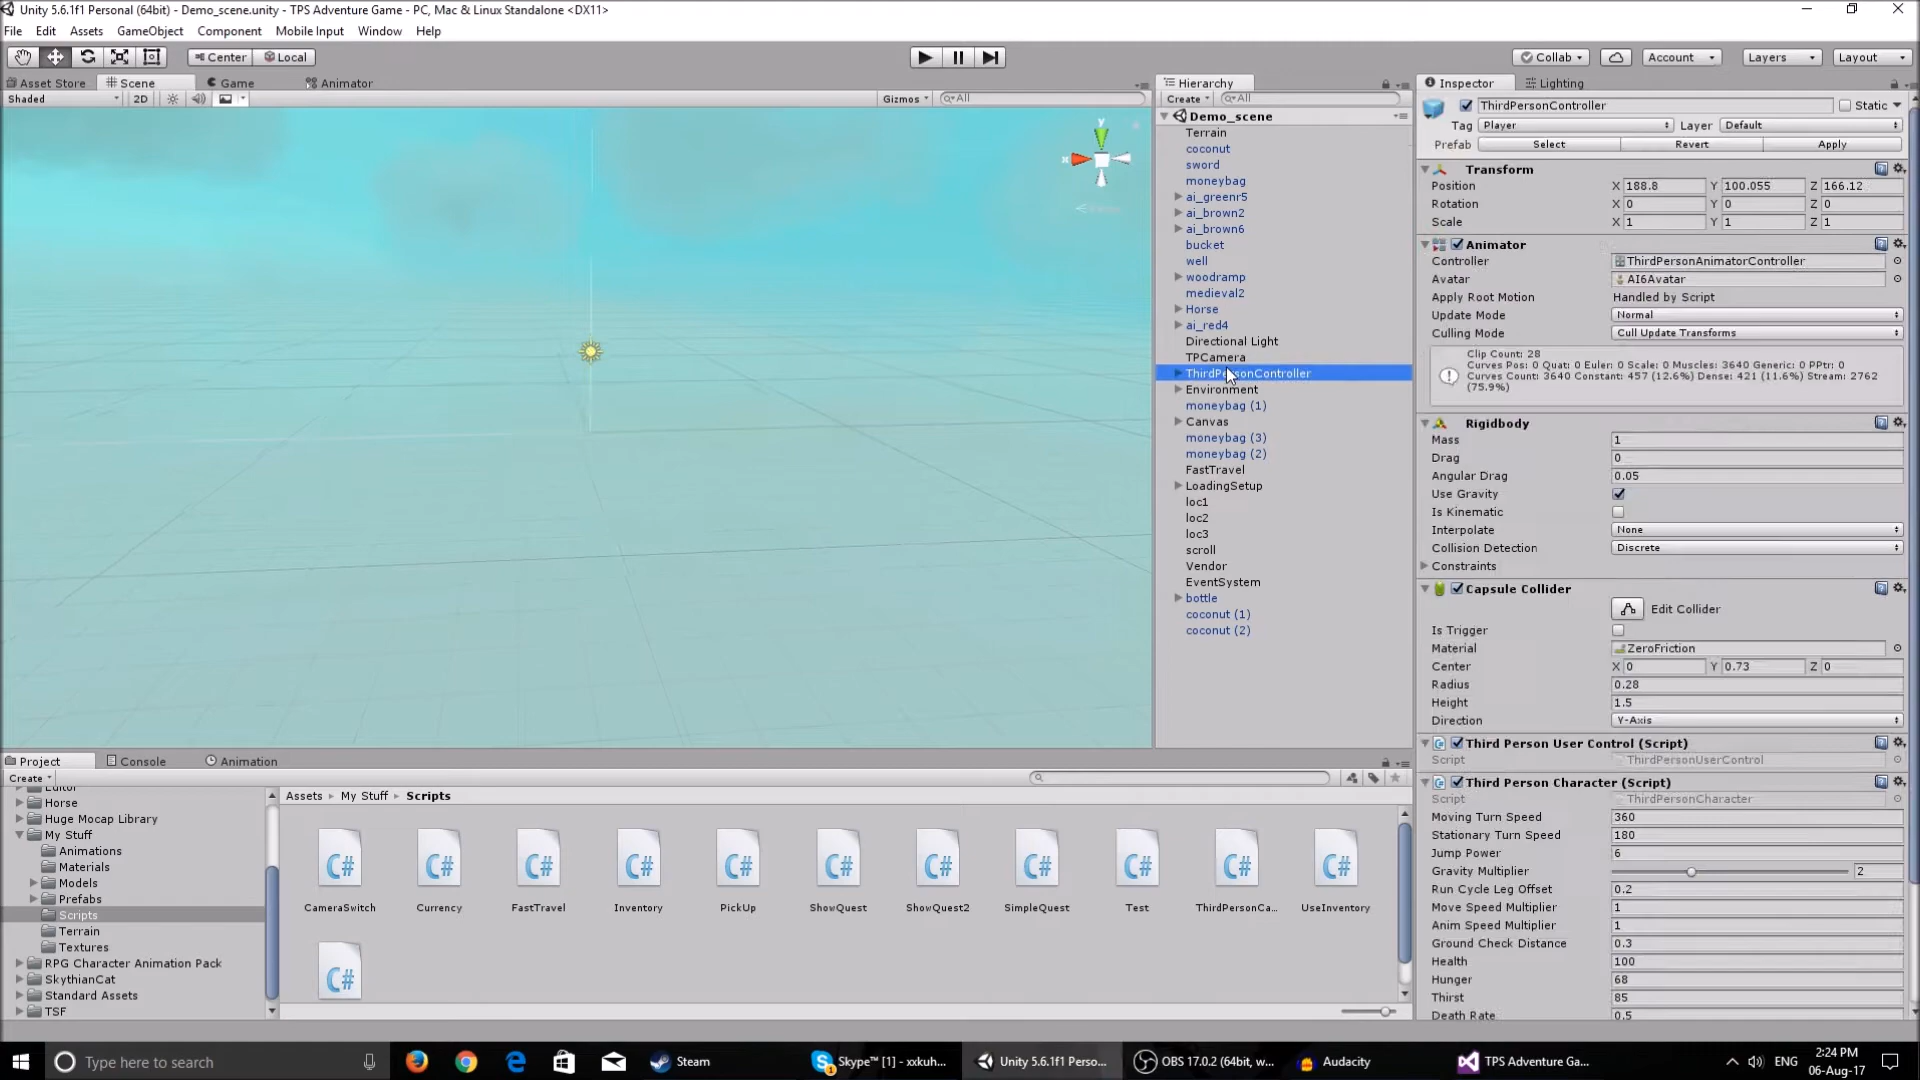 Unity 5.6.1f1 Personal (64bit) - Demo_scene.unity - TPS Adventure Game - PC, Mac & Linux Standalone <DX11>
File Edit Assets GameObject Component Mobile Input Window Help
Center Local
Collab Account Layers Layout
Asset Store Scene Game Animator
Shaded 2D Gizmos All
y
x
Hierarchy
Create All
Demo_scene
Terrain
coconut
sword
moneybag
ai_greenr5
ai_brown2
ai_brown6
bucket
well
woodramp
medieval2
Horse
ai_red4
Directional Light
TPCamera
ThirdPersonController
Environment
moneybag (1)
Canvas
moneybag (3)
moneybag (2)
FastTravel
LoadingSetup
loc1
loc2
loc3
scroll
Vendor
EventSystem
bottle
coconut (1)
coconut (2)
Inspector Lighting
ThirdPersonController Static
Tag Player Layer Default
Prefab Select Revert Apply
Transform
Position X 188.8 Y 100.055 Z 166.12
Rotation X 0 Y 0 Z 0
Scale X 1 Y 1 Z 1
Animator
Controller ThirdPersonAnimatorController
Avatar AI6Avatar
Apply Root Motion Handled by Script
Update Mode Normal
Culling Mode Cull Update Transforms
Clip Count: 28
Curves Pos: 0 Quat: 0 Euler: 0 Scale: 0 Muscles: 3640 Generic: 0 PPtr: 0
Curves Count: 3640 Constant: 457 (12.6%) Dense: 421 (11.6%) Stream: 2762
(75.9%)
Rigidbody
Mass 1
Drag 0
Angular Drag 0.05
Use Gravity
Is Kinematic
Interpolate None
Collision Detection Discrete
Constraints
Capsule Collider
Edit Collider
Is Trigger
Material ZeroFriction
Center X 0 Y 0.73 Z 0
Radius 0.28
Height 1.5
Direction Y-Axis
Third Person User Control (Script)
Script ThirdPersonUserControl
Third Person Character (Script)
Script ThirdPersonCharacter
Moving Turn Speed 360
Stationary Turn Speed 180
Jump Power 6
Gravity Multiplier 2
Run Cycle Leg Offset 0.2
Move Speed Multiplier 1
Anim Speed Multiplier 1
Ground Check Distance 0.3
Health 100
Hunger 68
Thirst 85
Death Rate 0.5
Project Console Animation
Create
Editor
Horse
Huge Mocap Library
My Stuff
Animations
Materials
Models
Prefabs
Scripts
Terrain
Textures
RPG Character Animation Pack
SkythianCat
Standard Assets
TSF
Assets My Stuff Scripts
C# C# C# C# C# C# C# C# C# C# C#
CameraSwitch Currency FastTravel Inventory PickUp ShowQuest ShowQuest2 SimpleQuest Test ThirdPersonCa... UseInventory
C#
Type here to search
Steam
Skype™ [1] - xxkuh...
Unity 5.6.1f1 Perso...
OBS 17.0.2 (64bit, w...
Audacity
TPS Adventure Ga...
ENG
2:24 PM
06-Aug-17